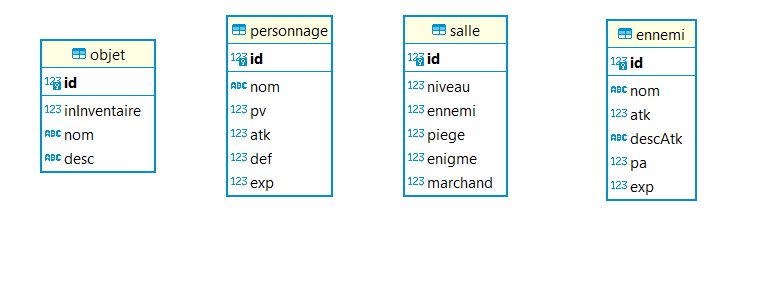 objet
123 id
123 inInventaire
ABC nom
ABC desc
personnage
123 id
ABC nom
123 pv
123 atk
123 def
123 exp
salle
123 id
123 niveau
123 ennemi
123 piege
123 enigme
123 marchand
ennemi
123 id
ABC nom
123 atk
ABC descAtk
123 pa
123 exp